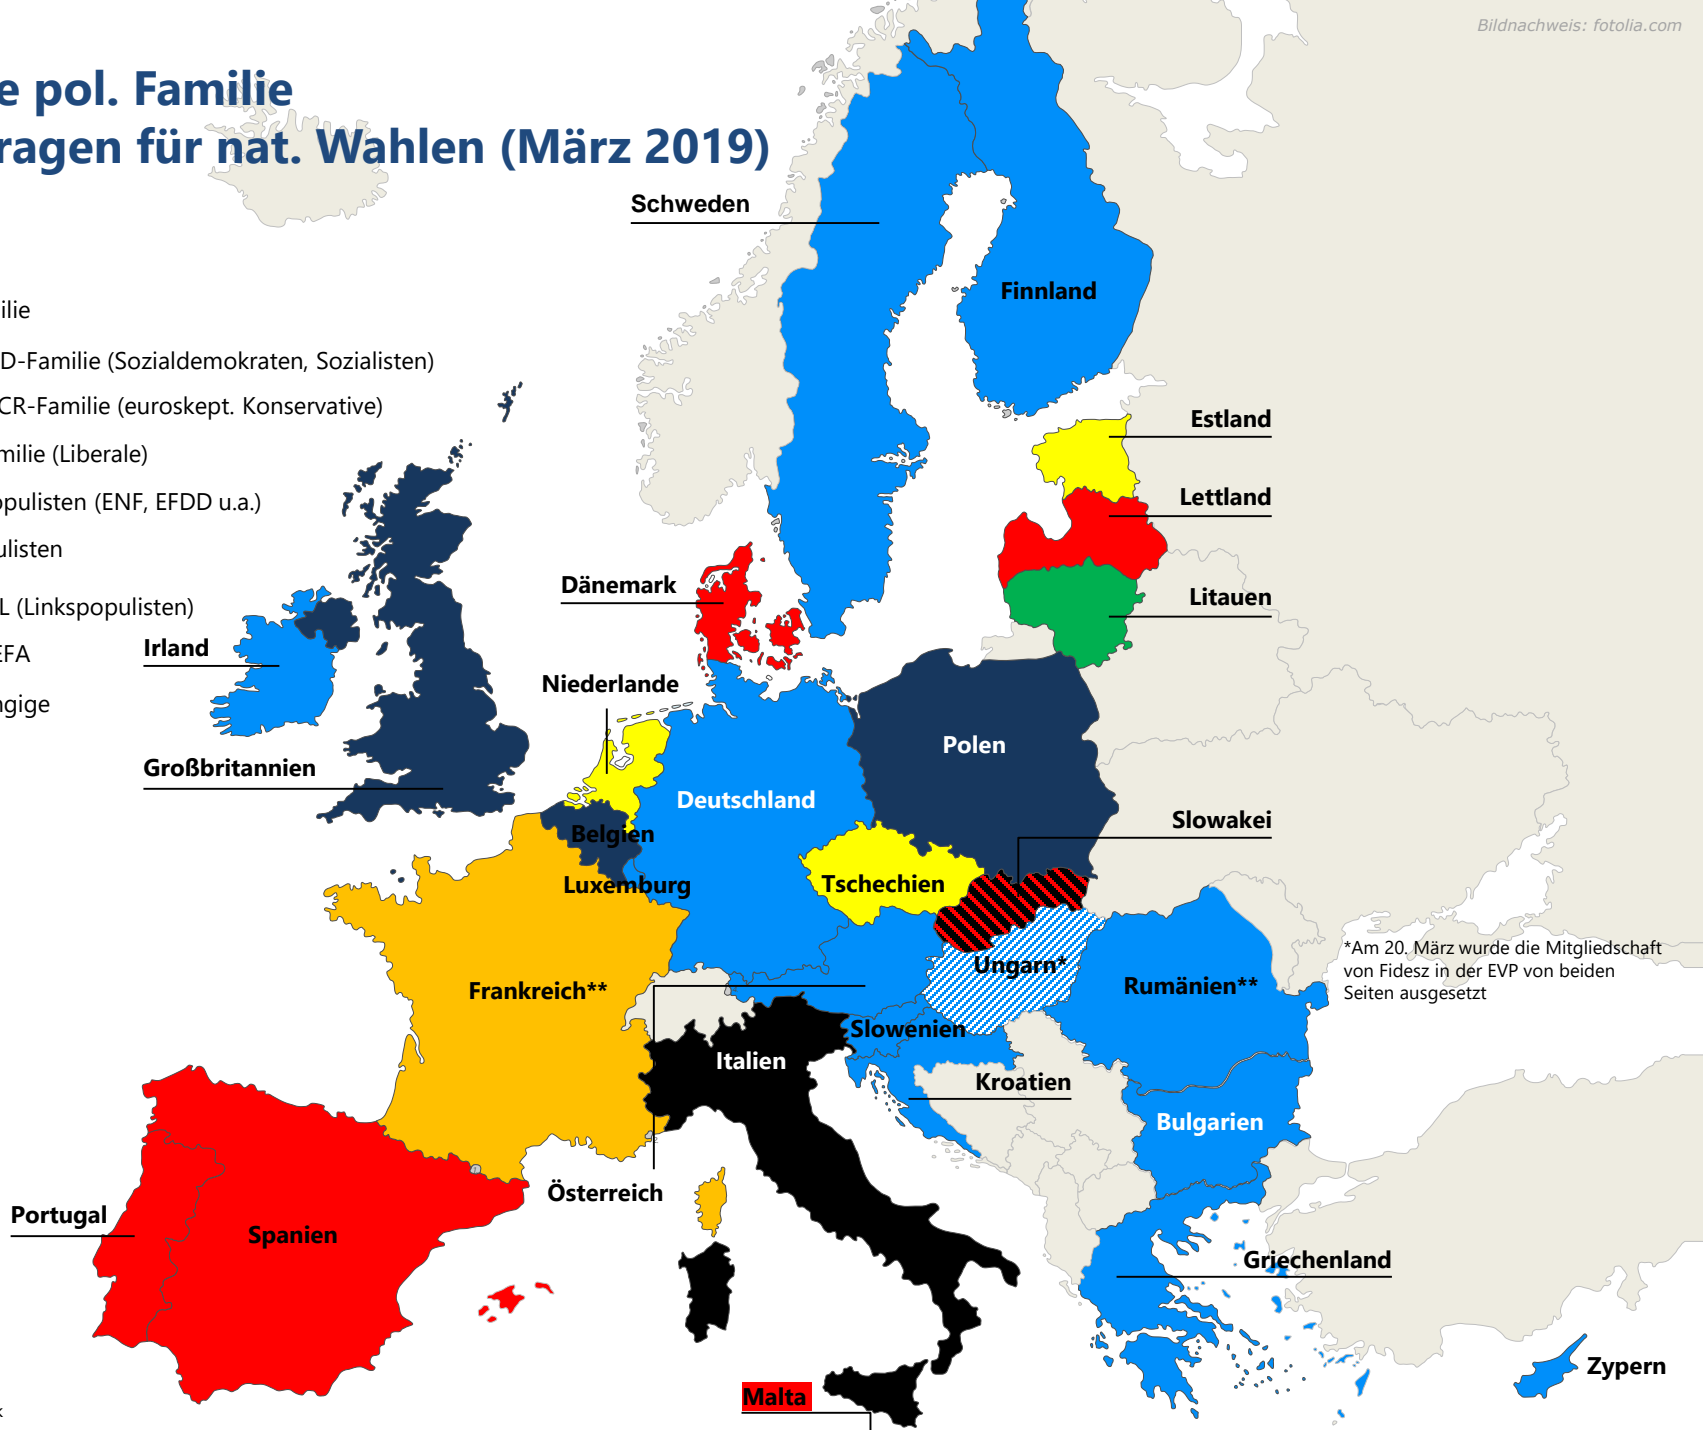 Bildnachweis: fotolia.com
e pol. Familie
ragen für nat. Wahlen (März 2019)
Schweden
Finnland
ilie
D-Familie (Sozialdemokraten, Sozialisten)
CR-Familie (euroskept. Konservative)
Estland
milie (Liberale)
Lettland
opulisten (ENF, EFDD u.a.)
ulisten
Dänemark
Litauen
L (Linkspopulisten)
Irland
EFA
Niederlande
ngige
Polen
Großbritannien
Deutschland
Slowakei
Belgien
Luxemburg
Tschechien
*Am 20. März wurde die Mitgliedschaft
von Fidesz in der EVP von beiden
Seiten ausgesetzt
Ungarn*
Frankreich**
Rumänien**
Slowenien
Italien
Kroatien
Bulgarien
Österreich
Portugal
Spanien
Griechenland
Zypern
Malta
k